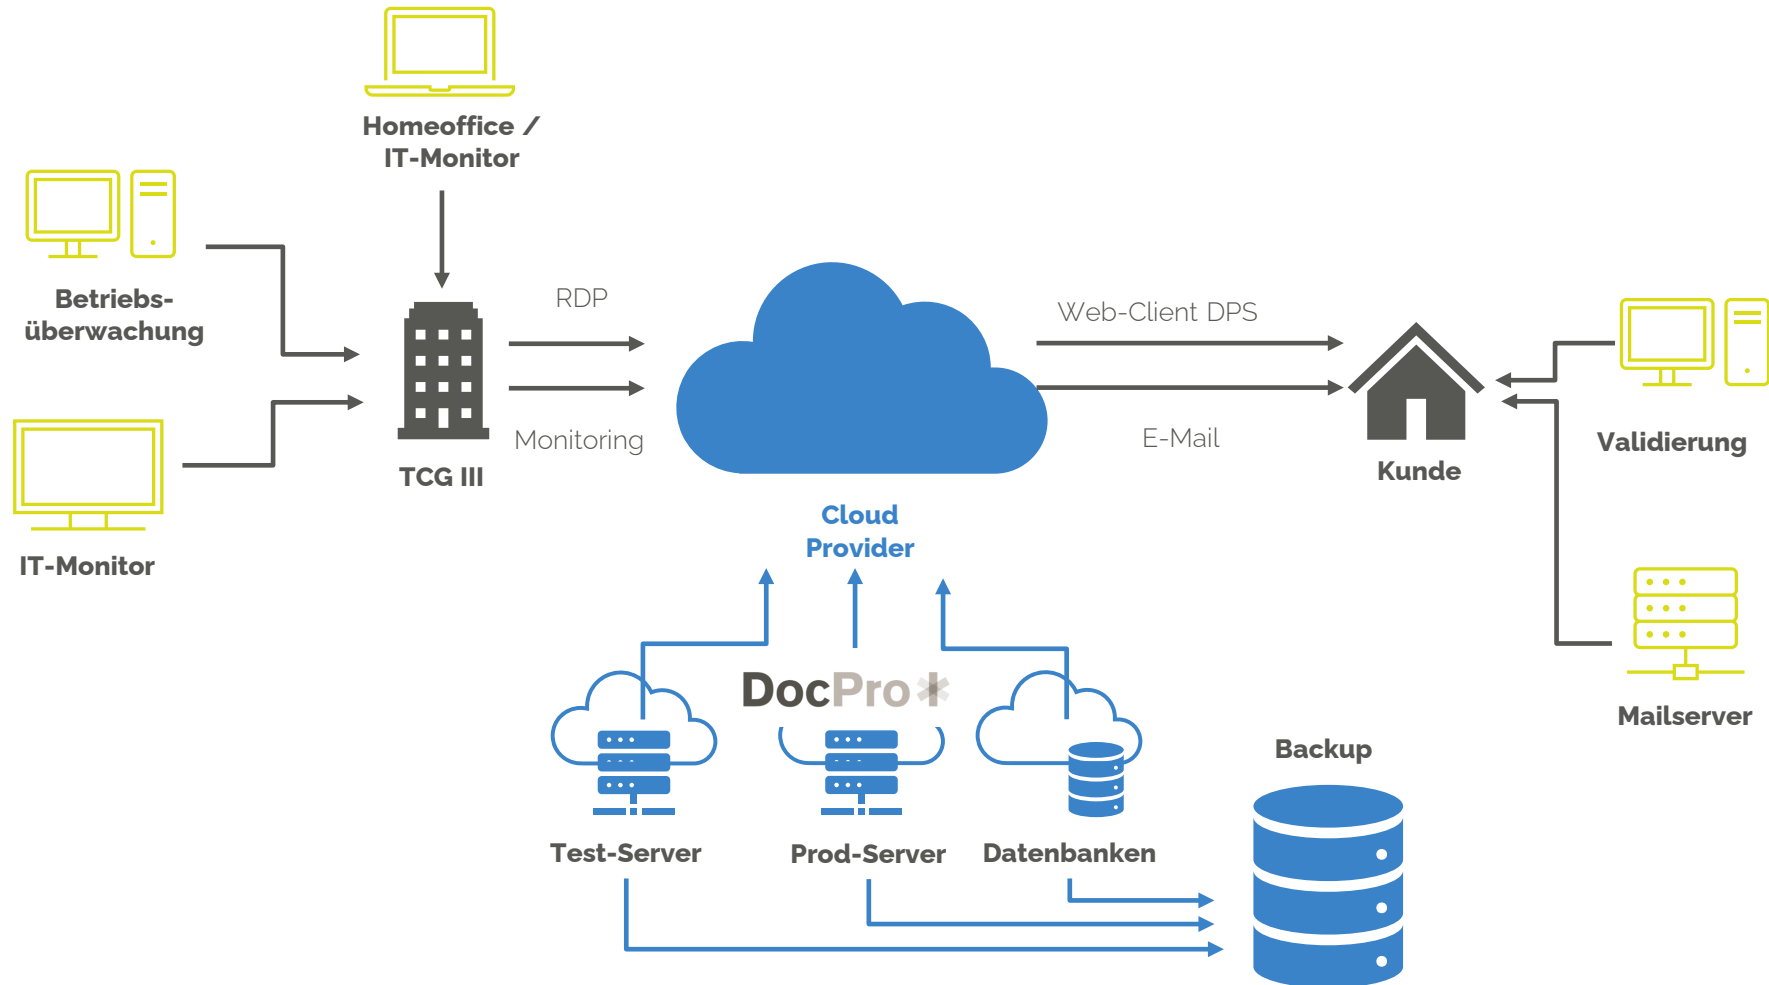 Homeoffice /
IT-Monitor
Betriebs-
überwachung
RDP
Web-Client DPS
Monitoring
E-Mail
Validierung
TCG III
Kunde
Cloud
Provider
IT-Monitor
DocPro
Mailserver
Backup
Test-Server
Prod-Server
Datenbanken